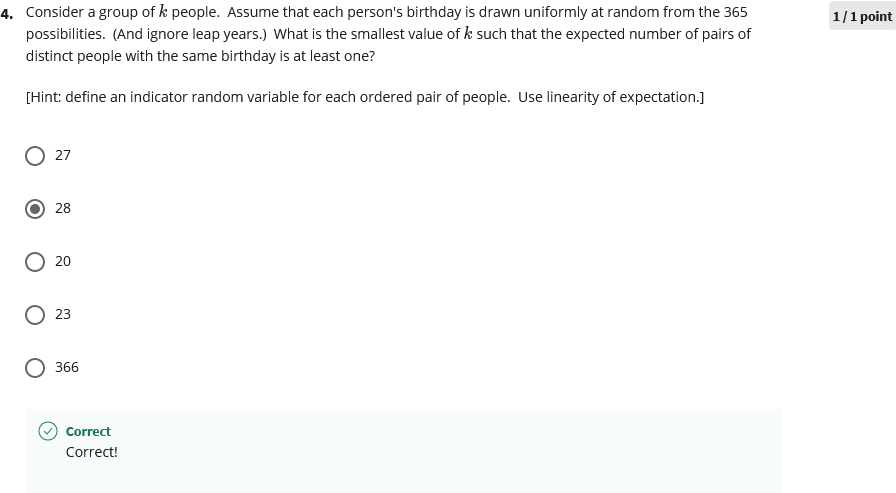 4. Consider a group of k people. Assume that each person's birthday is drawn uniformly at random from the 365
1 / 1 point
possibilities. (And ignore leap years.) What is the smallest value of k such that the expected number of pairs of
distinct people with the same birthday is at least one?
[Hint: define an indicator random variable for each ordered pair of people. Use linearity of expectation.]
27
28
20
23
366
Correct
Correct!